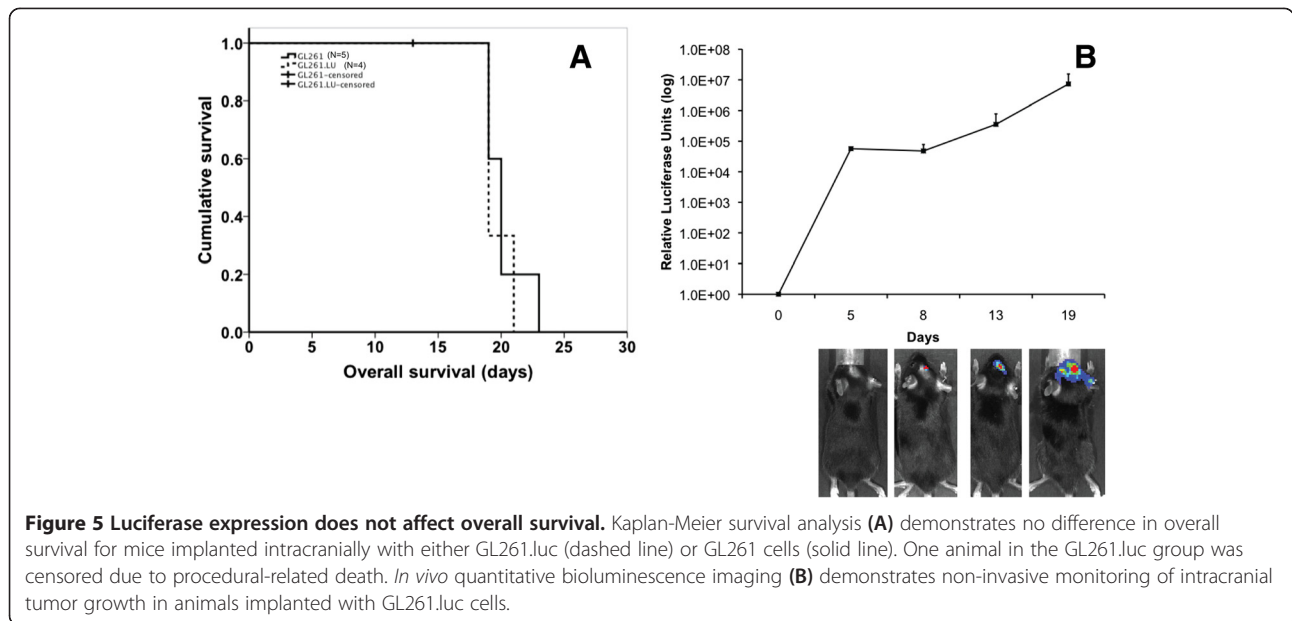 A
GL261 (N=5)
GL261.LU (N=4)
GL261-censored
GL261.LU-censored
Cumulative survival
1.0
0.8
0.6
0.4
0.2
0.0
0 5 10 15 20 25 30
Overall survival (days)
B
Relative Luciferase Units (log)
1.0E+08
1.0E+07
1.0E+06
1.0E+05
1.0E+04
1.0E+03
1.0E+02
1.0E+01
1.0E+00
0 5 8 13 19
Days
Figure 5 Luciferase expression does not affect overall survival. Kaplan-Meier survival analysis (A) demonstrates no difference in overall
survival for mice implanted intracranially with either GL261.luc (dashed line) or GL261 cells (solid line). One animal in the GL261.luc group was
censored due to procedural-related death. In vivo quantitative bioluminescence imaging (B) demonstrates non-invasive monitoring of intracranial
tumor growth in animals implanted with GL261.luc cells.